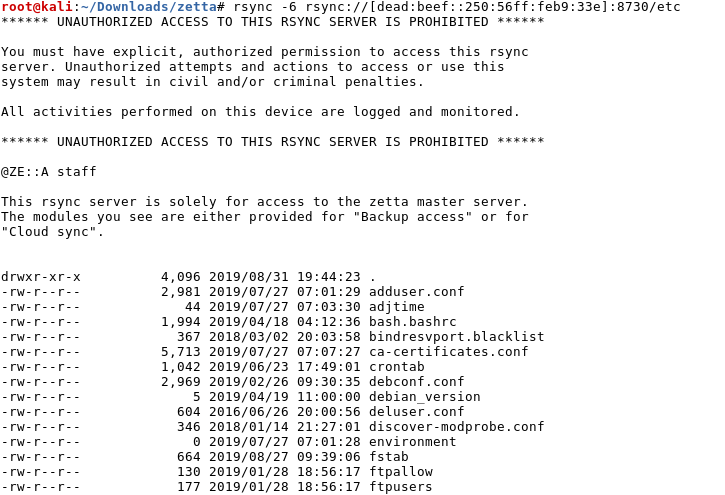 root@kali:~/Downloads/zetta# rsync -6 rsync://[dead:beef::250:56ff:feb9:33e]:8730/etc
****** UNAUTHORIZED ACCESS TO THIS RSYNC SERVER IS PROHIBITED ******
You must have explicit, authorized permission to access this rsync
server. Unauthorized attempts and actions to access or use this
system may result in civil and/or criminal penalties.
All activities performed on this device are logged and monitored.
****** UNAUTHORIZED ACCESS TO THIS RSYNC SERVER IS PROHIBITED ******
@ZE::A staff
This rsync server is solely for access to the zetta master server.
The modules you see are either provided for "Backup access" or for
"Cloud sync".
drwxr-xr-x          4,096 2019/08/31 19:44:23 .
-rw-r--r--          2,981 2019/07/27 07:01:29 adduser.conf
-rw-r--r--             44 2019/07/27 07:03:30 adjtime
-rw-r--r--          1,994 2019/04/18 04:12:36 bash.bashrc
-rw-r--r--            367 2018/03/02 20:03:58 bindresvport.blacklist
-rw-r--r--          5,713 2019/07/27 07:07:27 ca-certificates.conf
-rw-r--r--          1,042 2019/06/23 17:49:01 crontab
-rw-r--r--          2,969 2019/02/26 09:30:35 debconf.conf
-rw-r--r--              5 2019/04/19 11:00:00 debian_version
-rw-r--r--            604 2016/06/26 20:00:56 deluser.conf
-rw-r--r--            346 2018/01/14 21:27:01 discover-modprobe.conf
-rw-r--r--              0 2019/07/27 07:01:28 environment
-rw-r--r--            664 2019/08/27 09:39:06 fstab
-rw-r--r--            130 2019/01/28 18:56:17 ftpallow
-rw-r--r--            177 2019/01/28 18:56:17 ftpusers